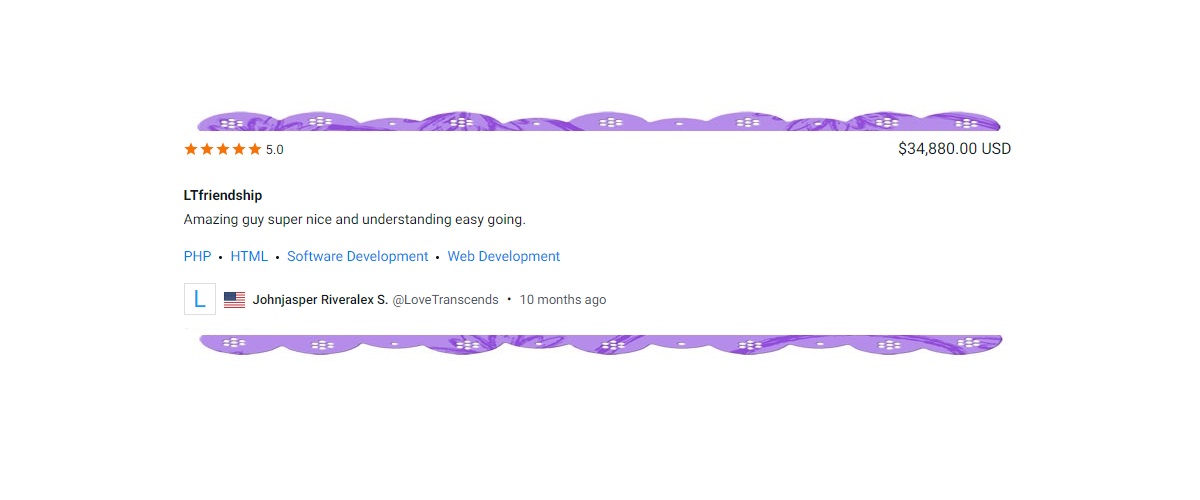 5.0 $34,880.00 USD
LTfriendship
Amazing guy super nice and understanding easy going.
PHP • HTML • Software Development • Web Development
L Johnjasper Riveralex S. @LoveTranscends • 10 months ago